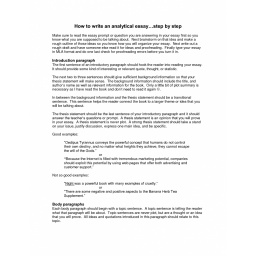 How to write an analytical essay…step by step
Make sure to read the essay prompt or question you are answering in your essay first so you
know what you are supposed to be talking about. Next brainstorm on that idea and make a
rough outline of three ideas so you know how you will organize your essay. Next write out a
rough draft and have someone else read it for ideas and proofreading. Finally type your essay
in MLA format and do one last check for proofreading errors before you turn it in.
Introduction paragraph
The first sentence of an introductory paragraph should hook the reader into reading your essay.
It should provide some kind of interesting or relevant quote, thought, or statistic.
The next two or three sentences should give sufficient background information so that your
thesis statement will make sense. The background information should include the title, and
author's name as well as relevant information for the book. Only a little bit of plot summary is
necessary as I have read the book and don't need to read it again.
In between the background information and the thesis statement should be a transitional
sentence. This sentence helps the reader connect the book to a larger theme or idea that you
will be talking about.
The thesis statement should be the last sentence of your introductory paragraph and it should
answer the teacher's questions or prompt. A thesis statement is an opinion that you will prove
in your essay. A thesis statement is not plot. A strong thesis statement should take a stand
on your issue, justify discussion, express one main idea, and be specific.
Good examples:
"Oedipus Tyrannus conveys the powerful concept that humans do not control
their own destiny, and no matter what heights they achieve, they cannot escape
the will of the Gods."
"Because the internet is filled with tremendous marketing potential, companies
should exploit this potential by using web pages that offer both advertising and
customer support."
Not so good examples:
"Night was a powerful book with many examples of cruelty."
or
"There are some negative and positive aspects to the Banana Herb Tea
Supplement."
Body paragraphs
Each body paragraph should begin with a topic sentence. A topic sentence is telling the reader
what that paragraph will be about. Topic sentences are never plot, but are a thought or an idea
that you will prove. All ideas and quotations introduced in this paragraph should relate to this
topic.